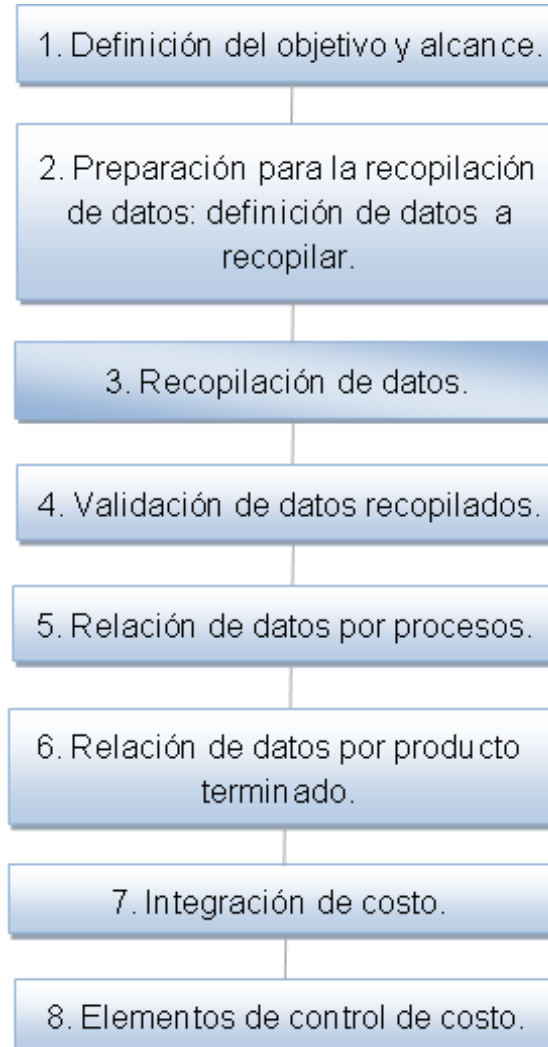 1. Definición del objetivo y alcance.
2. Preparación para la recopilación
de datos: definición de datos a
recopilar.
3. Recopilación de datos.
4. Validación de datos recopilados.
5. Relación de datos por procesos.
6. Relación de datos por producto
terminado.
7. Integración de costo.
8. Elementos de control de costo.